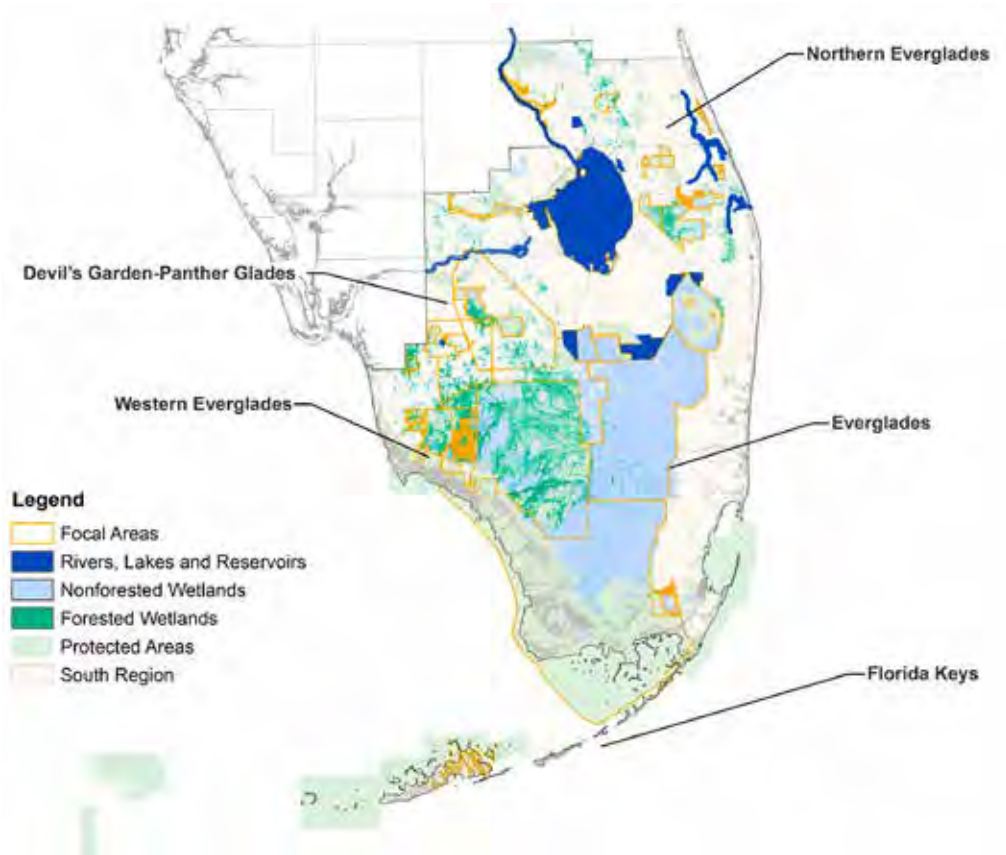 Northern Everglades
Devil's Garden-Panther Glades
Western Everglades
Everglades
Legend
Focal Areas
Rivers, Lakes and Reservoirs
Nonforested Wetlands
Forested Wetlands
Protected Areas
South Region
Florida Keys